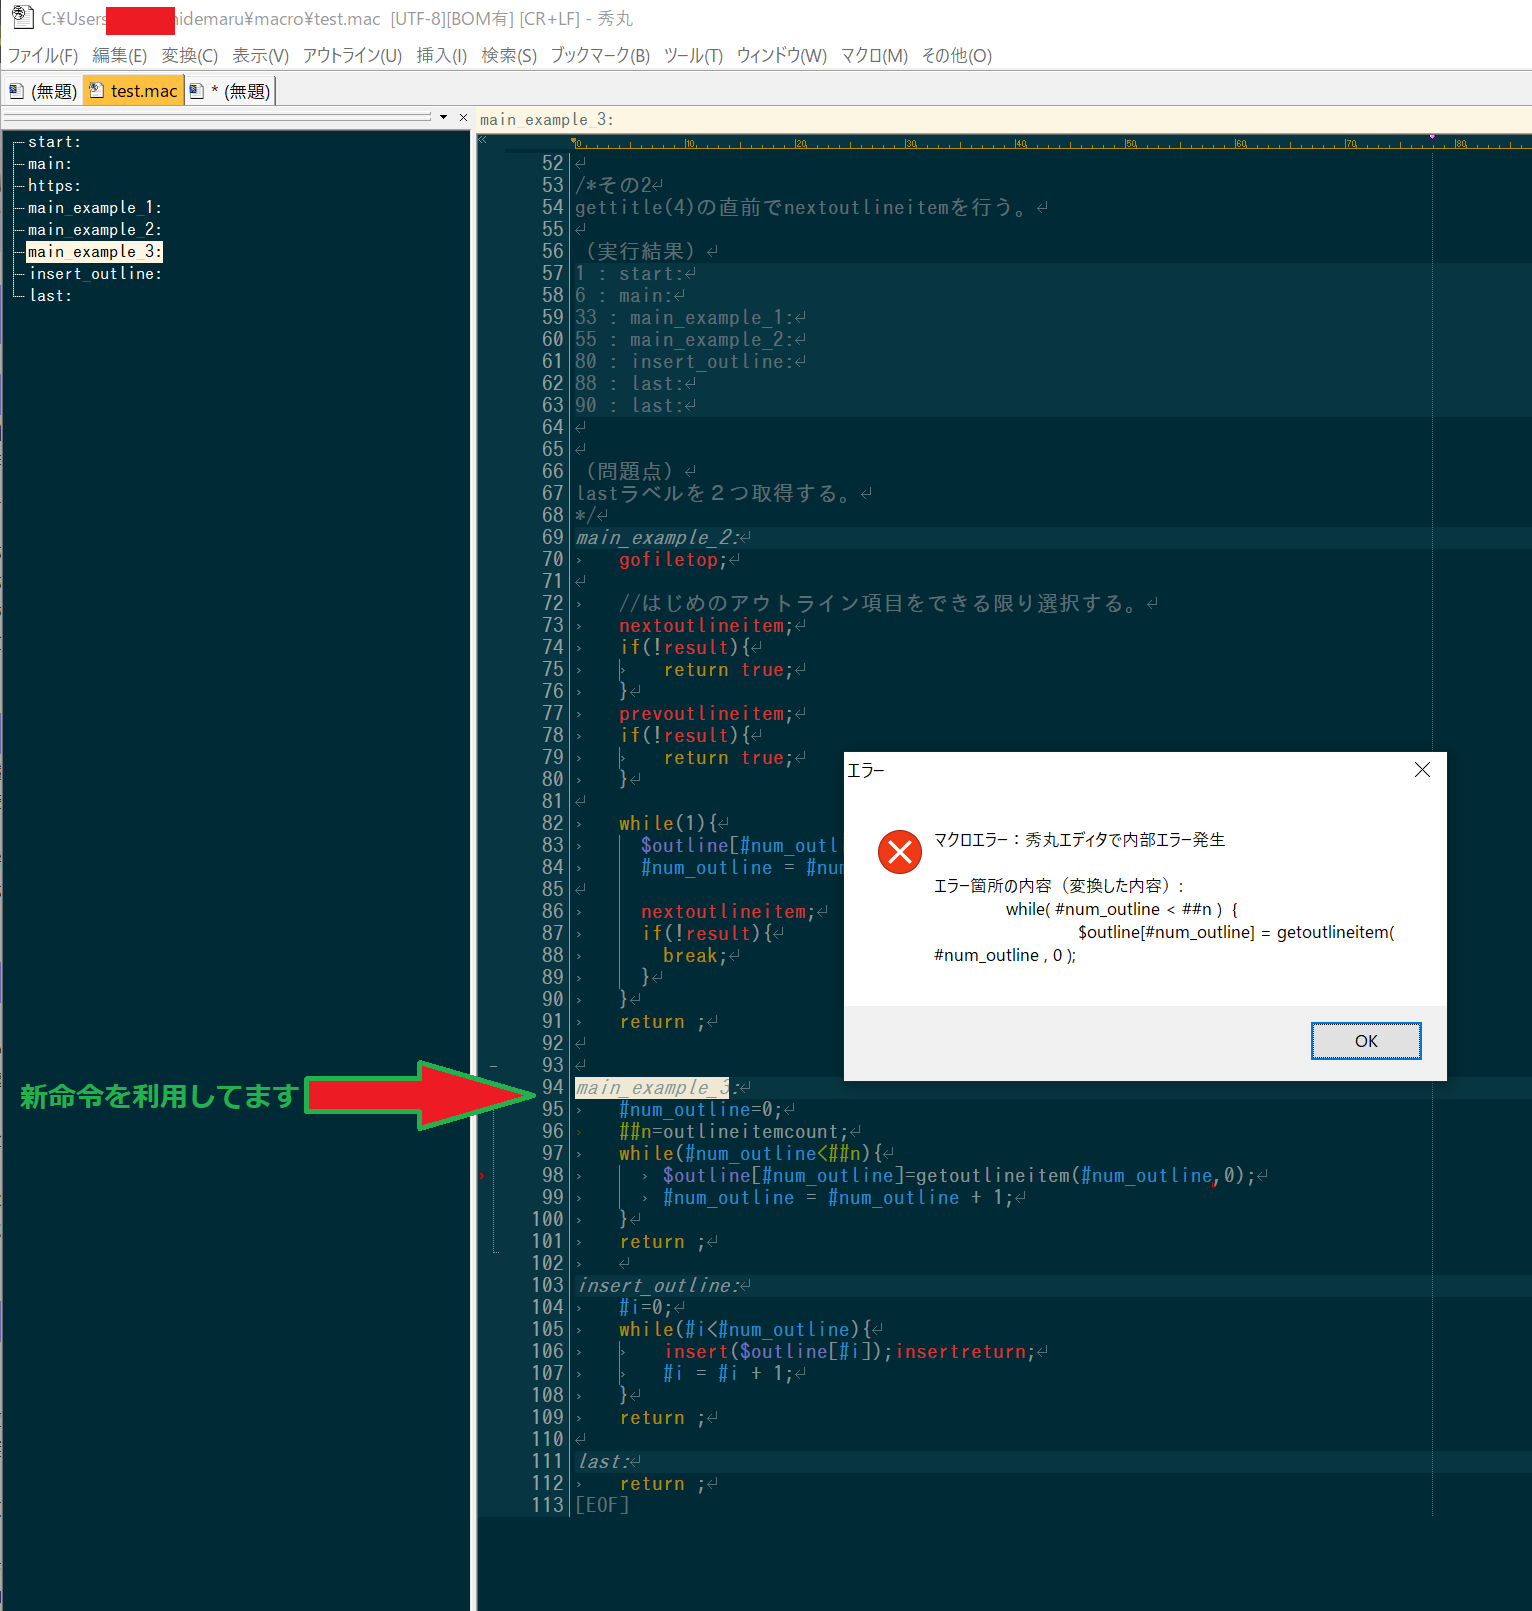 C:¥Users hidemaru¥macro¥test.mac [UTF-8][BOM有] [CR+LF] - 秀丸
ファイル(F) 編集(E) 変換(C) 表示(V) アウトライン(U) 挿入(I) 検索(S) ブックマーク(B) ツール(T) ウィンドウ(W) マクロ(M) その他(O)
(無題) test.mac * (無題)
start:
main:
https:
main_example_1:
main_example_2:
main_example_3:
insert_outline:
last:
main_example_3:
0 10 20 30 40 50 60 70 80
52
53 /*その2
54 gettitle(4)の直前でnextoutlineitemを行う。
55
56 （実行結果）
57 1 : start:
58 6 : main:
59 33 : main_example_1:
60 55 : main_example_2:
61 80 : insert_outline:
62 88 : last:
63 90 : last:
64
65
66 （問題点）
67 lastラベルを２つ取得する。
68 */
69 main_example_2:
70 gofiletop;
71
72 //はじめのアウトライン項目をできる限り選択する。
73 nextoutlineitem;
74 if(!result){
75 return true;
76 }
77 prevoutlineitem;
78 if(!result){
79 return true;
80 }
81
82 while(1){
83 $outline[#num_outl
84 #num_outline = #nu
85
86 nextoutlineitem;
87 if(!result){
88 break;
89 }
90 }
91 return ;
92
93
94 main_example_3:
95 #num_outline=0;
96 ##n=outlineitemcount;
97 while(#num_outline<##n){
98 $outline[#num_outline]=getoutlineitem(#num_outline,0);
99 #num_outline = #num_outline + 1;
100 }
101 return ;
102
103 insert_outline:
104 #i=0;
105 while(#i<#num_outline){
106 insert($outline[#i]);insertreturn;
107 #i = #i + 1;
108 }
109 return ;
110
111 last:
112 return ;
113 [EOF]
新命令を利用してます
エラー
マクロエラー：秀丸エディタで内部エラー発生
エラー箇所の内容（変換した内容）:
while( #num_outline < ##n ) {
$outline[#num_outline] = getoutlineitem(
#num_outline , 0 );
OK